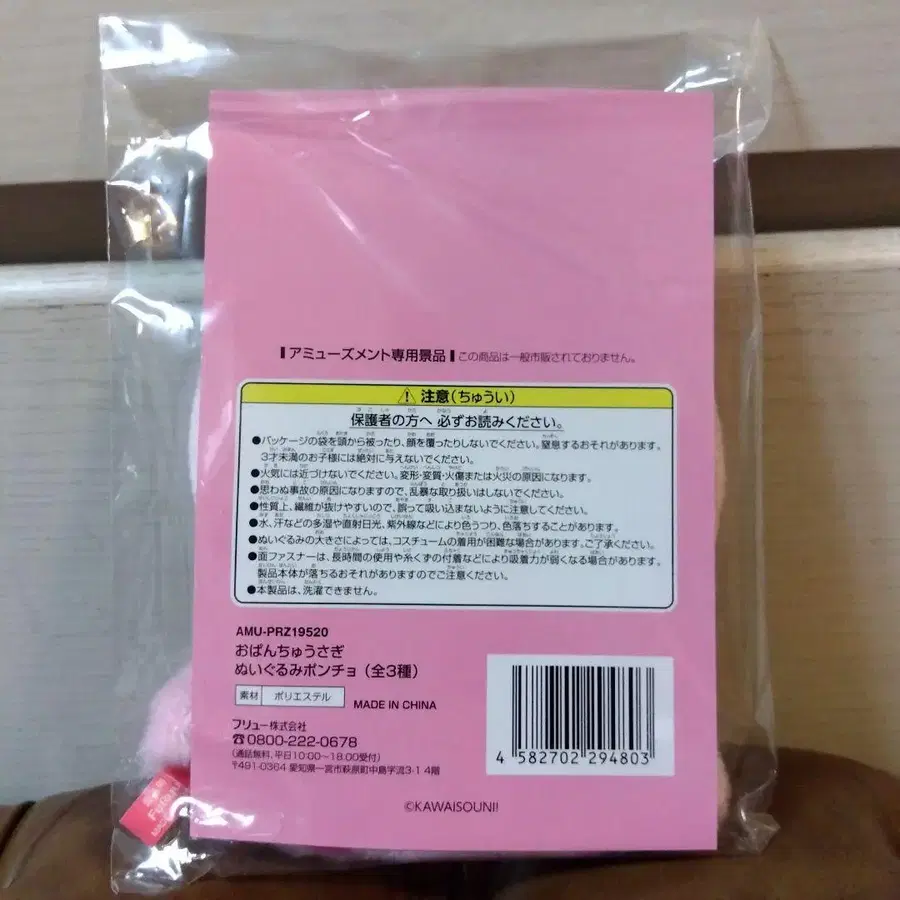 アミューズメント専用景品 この商品は一般市販されておりません。
⚠ 注意(ちゅうい)
保護者の方へ 必ずお読みください。
●パッケージの袋を頭から被ったり、顔を覆ったりしないでください。窒息するおそれがあります。
3才未満のお子様には絶対に与えないでください。
●火気には近づけないでください。変形・変質・火傷または火災の原因になります。
●思わぬ事故の原因になりますので、乱暴な取り扱いはしないでください。
●性質上、繊維が抜けやすいので、誤って吸い込まないように注意してください。
●水、汗などの多湿や直射日光、紫外線などにより色うつり、色落ちすることがあります。
●ぬいぐるみの大きさによっては、コスチュームの着用が困難な場合があります。ご了承ください。
●面ファスナーは、長時間の使用や糸くずの付着などにより吸着力が弱くなる場合があります。
製品本体が落ちるおそれがありますのでご注意ください。
●本製品は、洗濯できません。
AMU-PRZ19520
おぱんちゅうさぎ
ぬいぐるみポンチョ(全3種)
素材 ポリエステル MADE IN CHINA
フリュー株式会社
☎0800-222-0678
(通話無料、平日10:00~18:00受付)
〒491-0364 愛知県一宮市萩原町中島字流3-1 4階
4 582702 294803
©KAWAISOUNI!